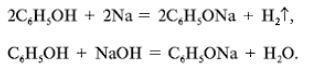 2C₆H₅OH + 2Na = 2C₆H₅ONa + H₂↑,
C₆H₅OH + NaOH = C₆H₅ONa + H₂O.